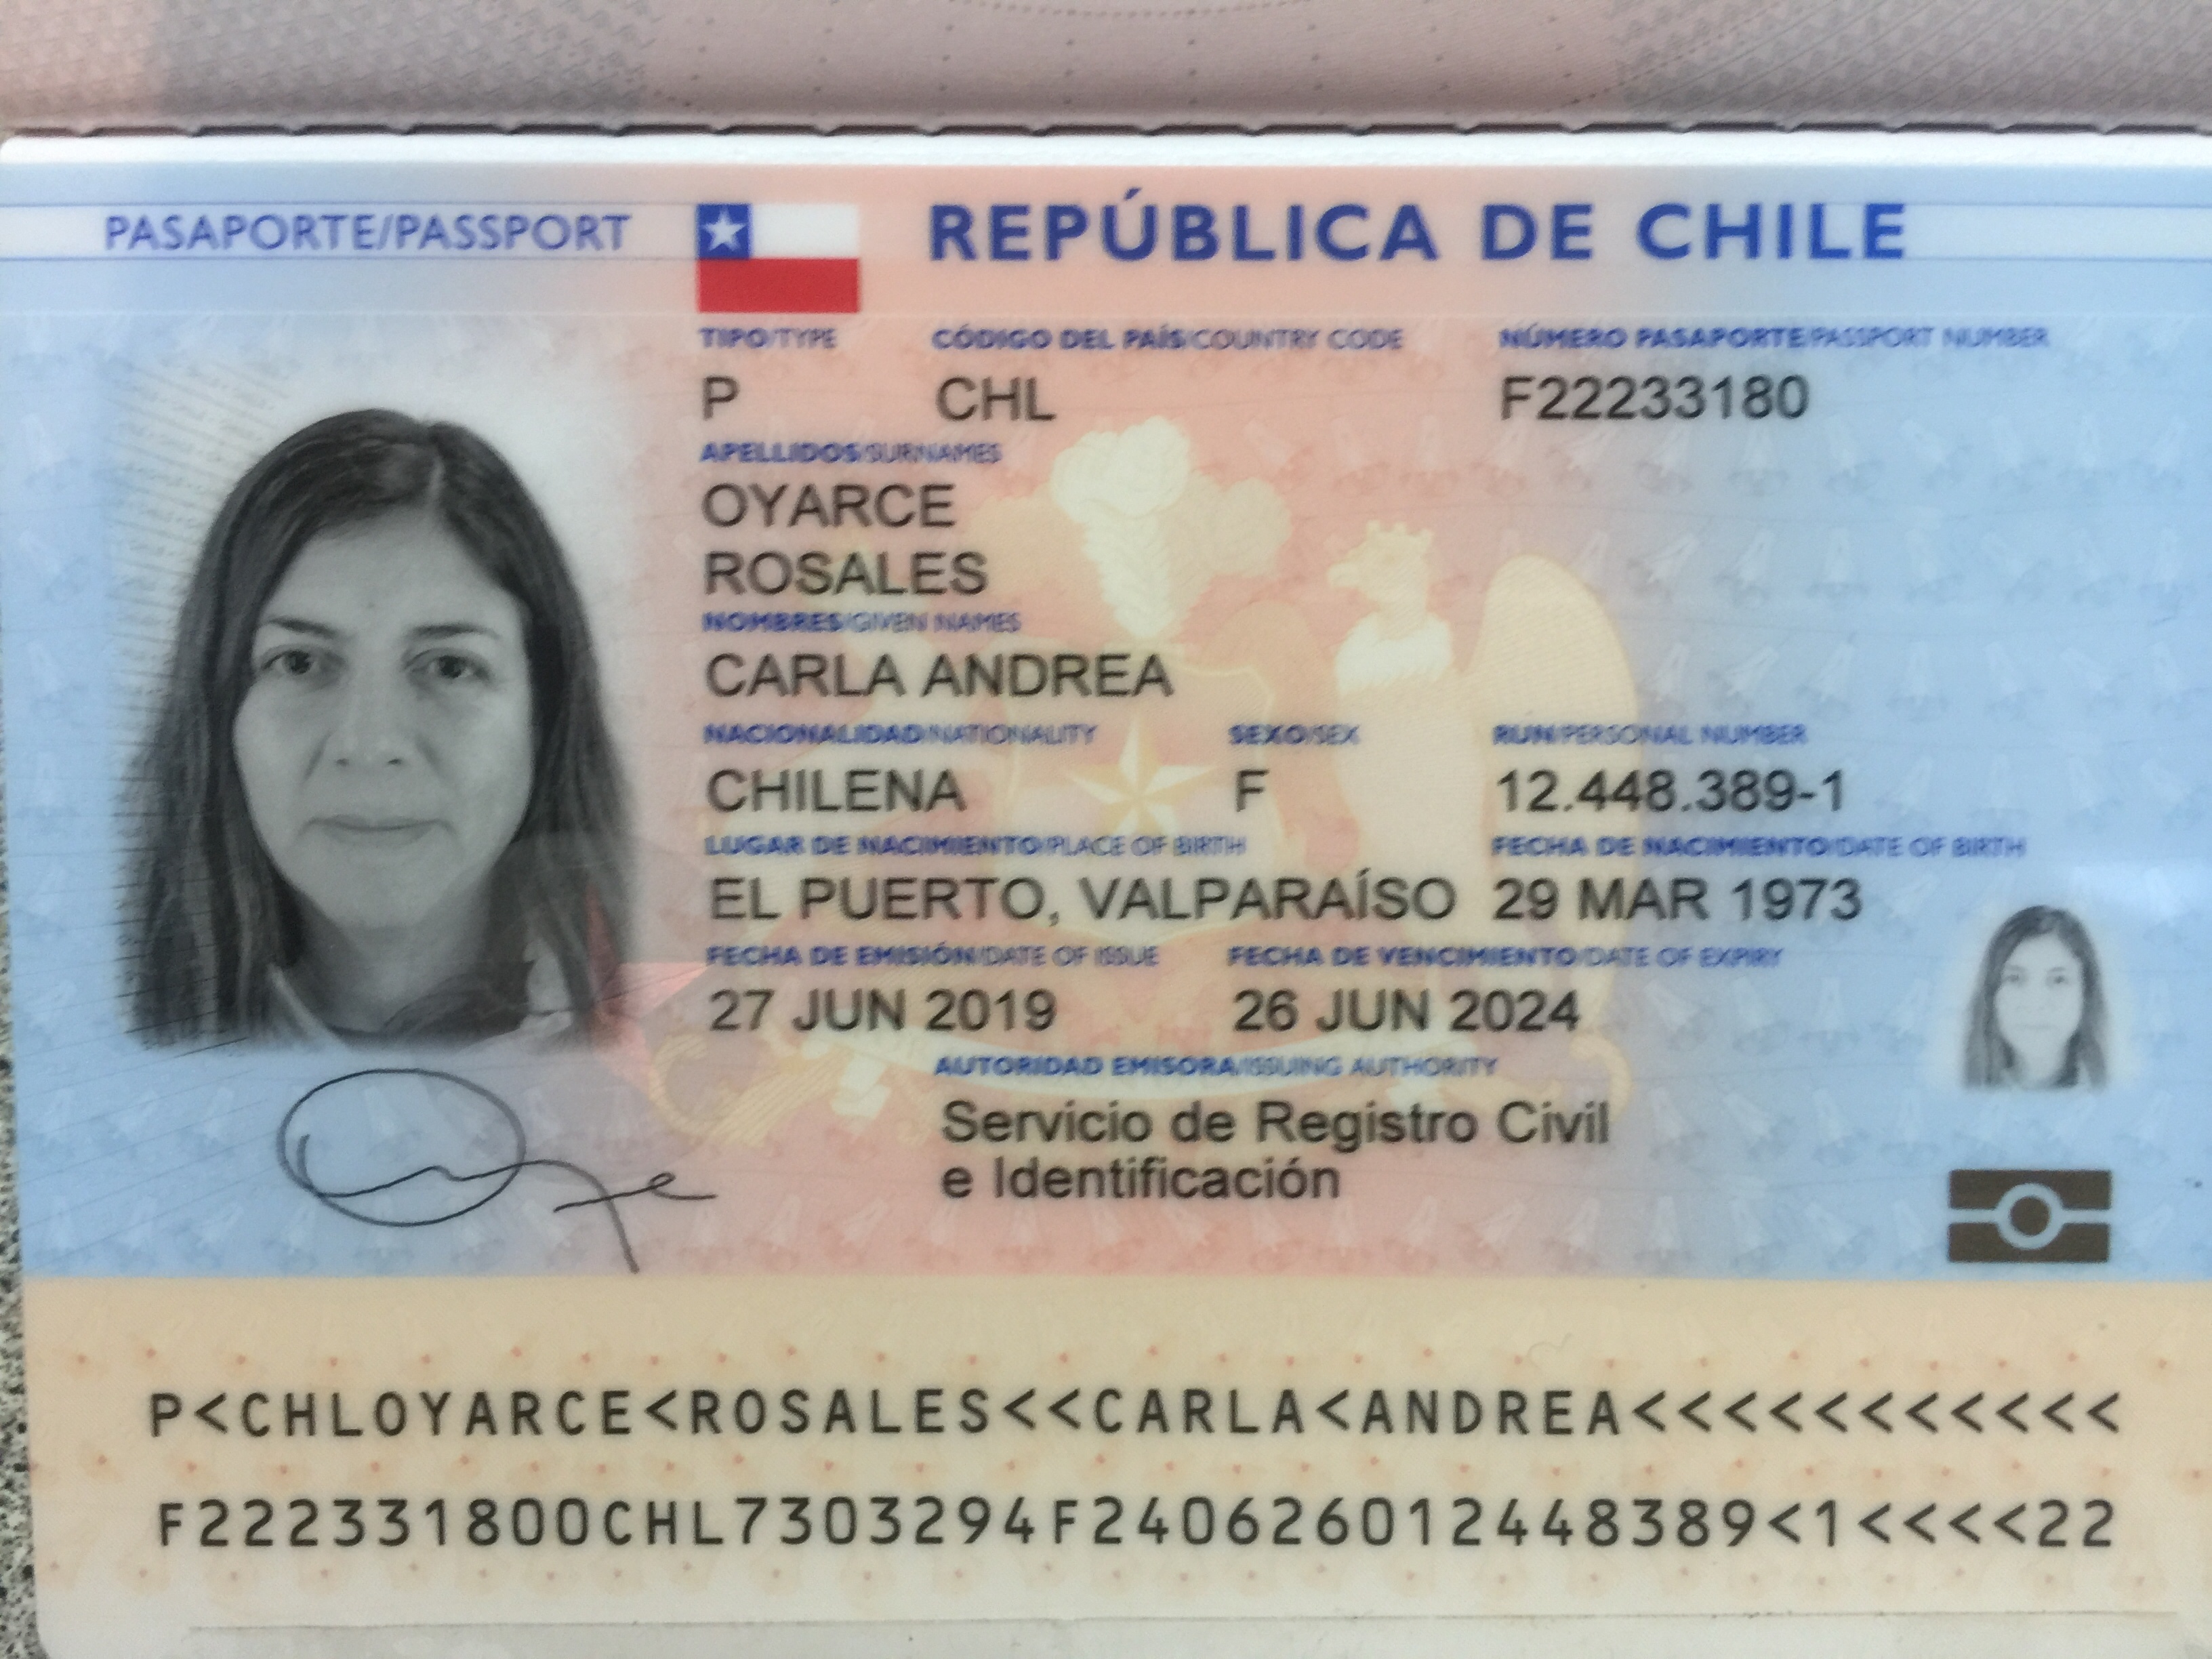 PASAPORTE/PASSPORT
REPÚBLICA DE CHILE
TIPO/TYPE CÓDIGO DEL PAÍS/COUNTRY CODE NÚMERO PASAPORTE/PASSPORT NUMBER
P CHL F22233180
APELLIDOS/SURNAMES
OYARCE
ROSALES
NOMBRES/GIVEN NAMES
CARLA ANDREA
NACIONALIDAD/NATIONALITY SEXO/SEX RUN/PERSONAL NUMBER
CHILENA F 12.448.389-1
LUGAR DE NACIMIENTO/PLACE OF BIRTH FECHA DE NACIMIENTO/DATE OF BIRTH
EL PUERTO, VALPARAÍSO 29 MAR 1973
FECHA DE EMISIÓN/DATE OF ISSUE FECHA DE VENCIMIENTO/DATE OF EXPIRY
27 JUN 2019 26 JUN 2024
AUTORIDAD EMISORA/ISSUING AUTHORITY
Servicio de Registro Civil
e Identificación
P<CHLOYARCE<ROSALES<<CARLA<ANDREA<<<<<<<<<<<
F222331800CHL7303294F240626012448389<1<<<<22